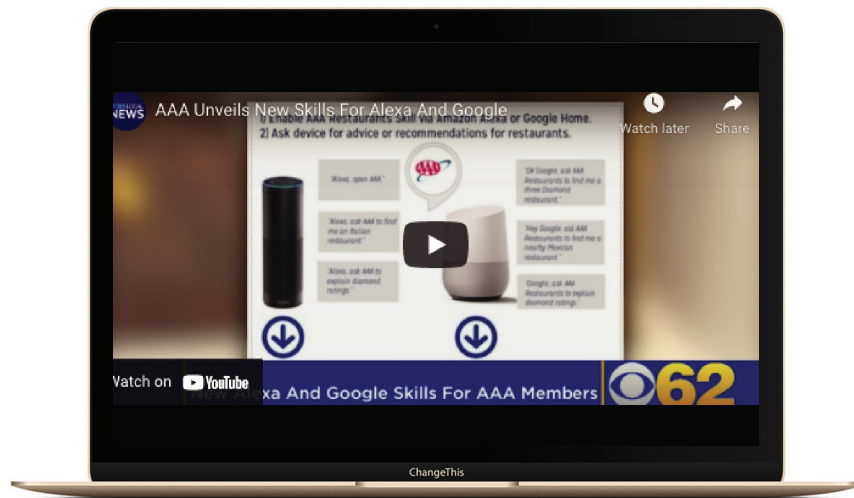 NEWS
AAA Unveils New Skills For Alexa And Google
Watch later
Share
1) Enable AAA Restaurants Skill via Amazon Alexa or Google Home.
2) Ask device for advice or recommendations for restaurants.
AAA
"Alexa, open AAA"
"Alexa, ask AAA to find
me an Italian
restaurant"
"Alexa, ask AAA to
explain diamond
ratings."
"OK Google, ask AAA
Restaurants to find me a
three Diamond
restaurant"
"Hey Google, ask AAA
Restaurants to find me a
nearby Mexican
restaurant"
"Google, ask AAA
Restaurants to explain
diamond ratings."
Watch on
YouTube
New Alexa And Google Skills For AAA Members
62
ChangeThis